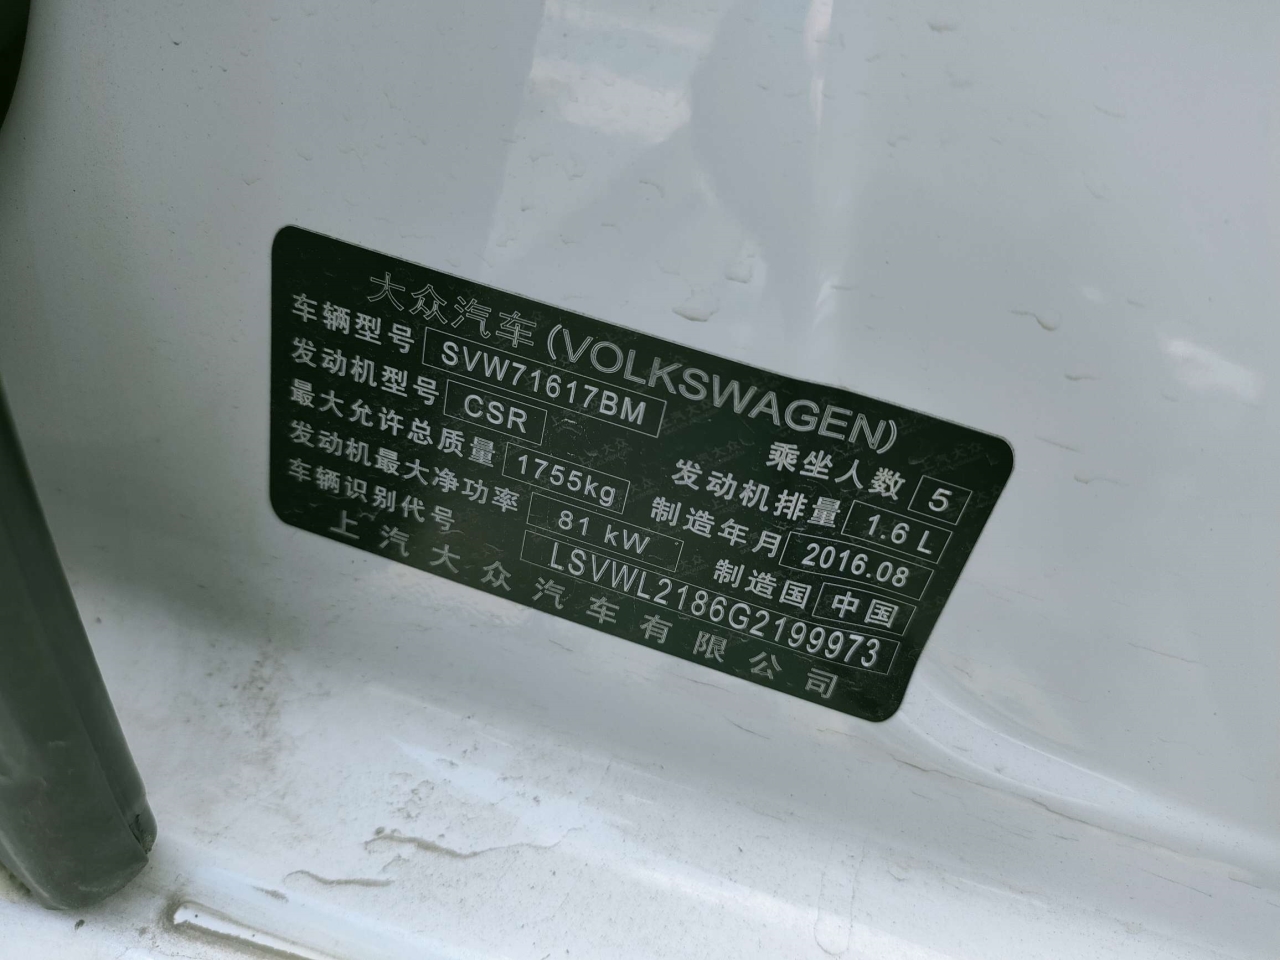 大众汽车(VOLKSWAGEN)
车辆型号 SVW71617BM 乘坐人数 5
发动机型号 CSR 发动机排量 1.6 L
最大允许总质量 1755kg 制造年月 2016.08
发动机最大净功率 81 kW 制造国 中国
车辆识别代号 LSVWL2186G2199973
上汽大众汽车有限公司